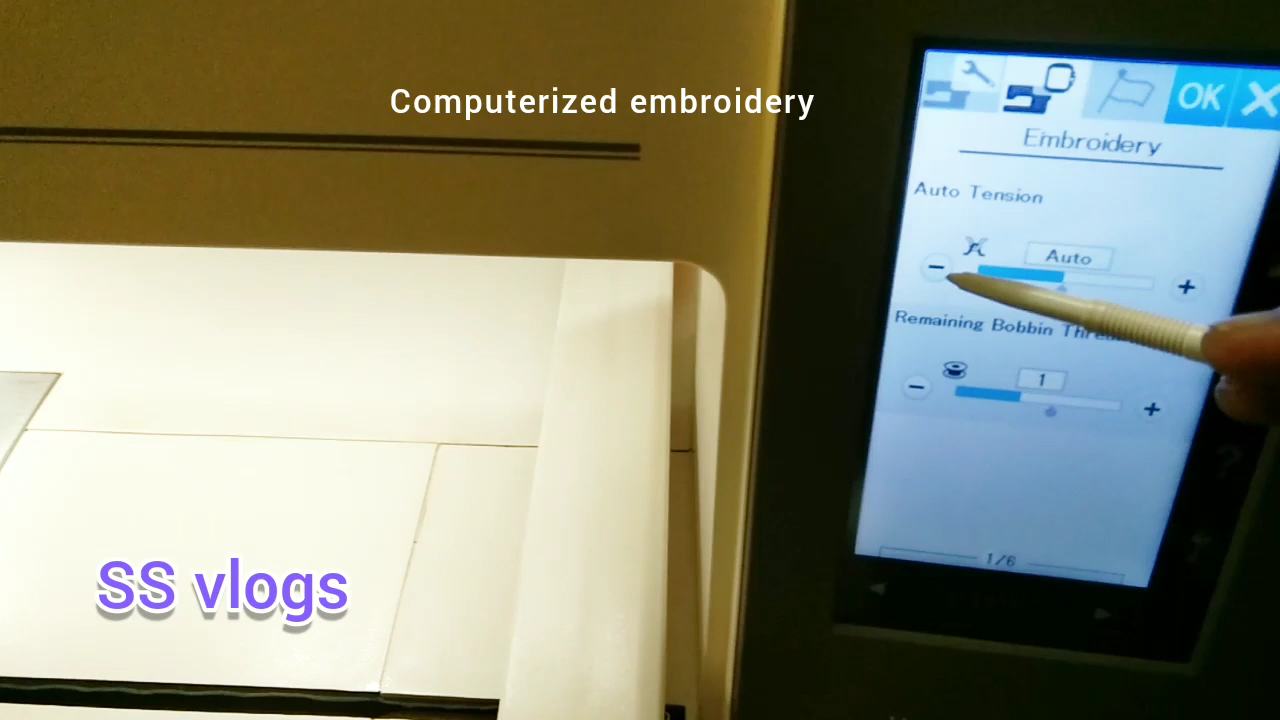 Computerized embroidery
OK
Embroidery
Auto Tension
Auto
Remaining Bobbin
1
1/6
SS vlogs